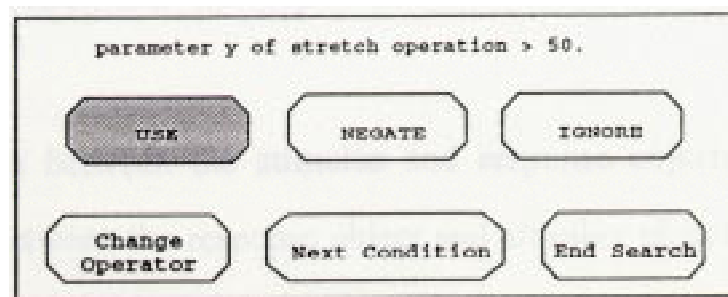 parameter y of stretch operation > 50.
USE
NEGATE
IGNORE
Change
Operator
Next Condition
End Search